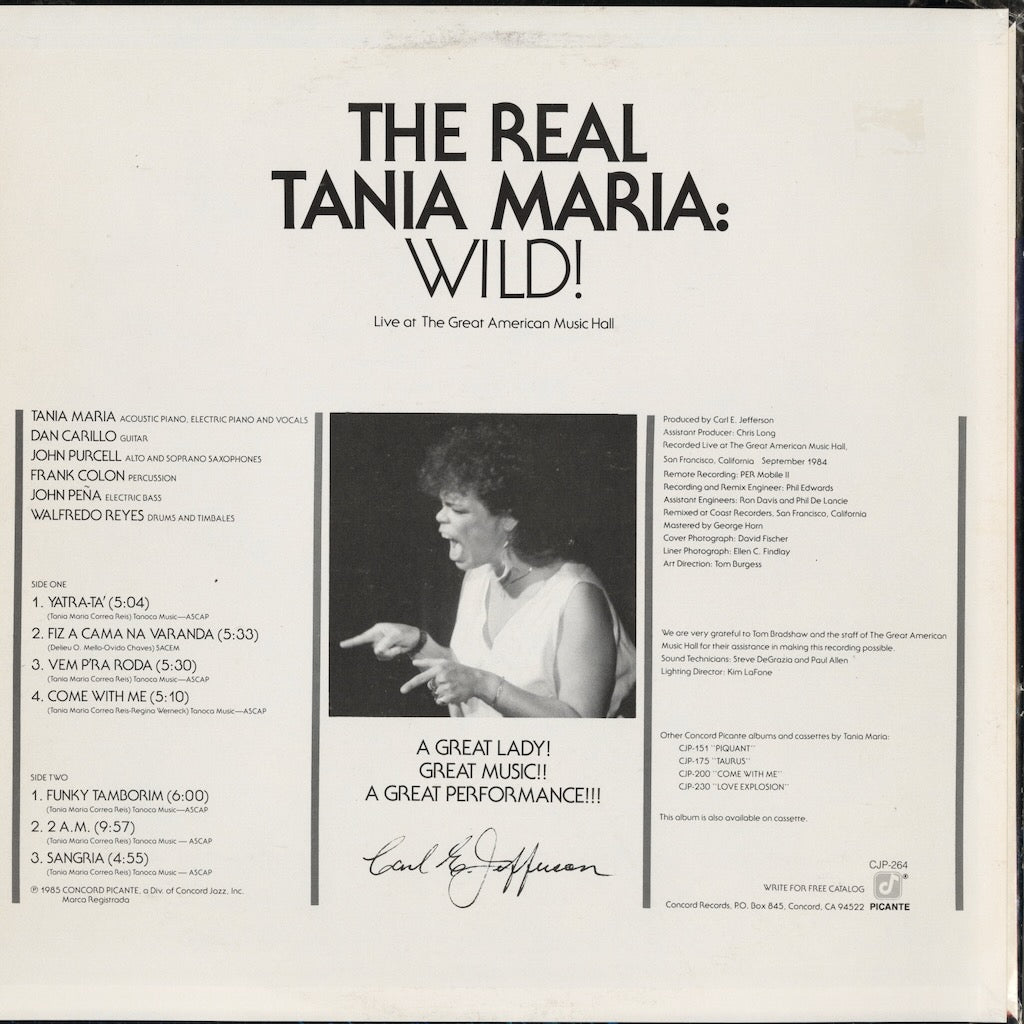 THE REAL
TANIA MARIA:
WILD!
Live at The Great American Music Hall
TANIA MARIA ACOUSTIC PIANO, ELECTRIC PIANO AND VOCALS
DAN CARILLO GUITAR
JOHN PURCELL ALTO AND SOPRANO SAXOPHONES
FRANK COLON PERCUSSION
JOHN PEÑA ELECTRIC BASS
WALFREDO REYES DRUMS AND TIMBALES
SIDE ONE
1. YATRA-TA' (5:04)
(Tania Maria Correa Reis) Tanoca Music—ASCAP
2. FIZ A CAMA NA VARANDA (5:33)
(Delieu O. Mello-Ovido Chaves) SACEM
3. VEM P'RA RODA (5:30)
(Tania Maria Correa Reis) Tanoca Music—ASCAP
4. COME WITH ME (5:10)
(Tania Maria Correa Reis-Regina Werneck) Tanoca Music—ASCAP
SIDE TWO
1. FUNKY TAMBORIM (6:00)
(Tania Maria Correa Reis) Tanoca Music—ASCAP
2. 2 A.M. (9:57)
(Tania Maria Correa Reis) Tanoca Music — ASCAP
3. SANGRIA (4:55)
(Tania Maria Correa Reis) Tanoca Music — ASCAP
℗ 1985 CONCORD PICANTE, a Div. of Concord Jazz, Inc.
Marca Registrada
A GREAT LADY!
GREAT MUSIC!!
A GREAT PERFORMANCE!!!
Carl E. Jefferson
Produced by Carl E. Jefferson
Assistant Producer: Chris Long
Recorded Live at The Great American Music Hall,
San Francisco, California September 1984
Remote Recording: PER Mobile II
Recording and Remix Engineer: Phil Edwards
Assistant Engineers: Ron Davis and Phil De Lancie
Remixed at Coast Recorders, San Francisco, California
Mastered by George Horn
Cover Photograph: David Fischer
Liner Photograph: Ellen C. Findlay
Art Direction: Tom Burgess
We are very grateful to Tom Bradshaw and the staff of The Great American
Music Hall for their assistance in making this recording possible.
Sound Technicians: Steve DeGrazia and Paul Allen
Lighting Director: Kim LaFone
Other Concord Picante albums and cassettes by Tania Maria:
CJP-151 "PIQUANT"
CJP-175 "TAURUS"
CJP-200 "COME WITH ME"
CJP-230 "LOVE EXPLOSION"
This album is also available on cassette.
CJP-264
WRITE FOR FREE CATALOG
Concord Records, P.O. Box 845, Concord, CA 94522 PICANTE